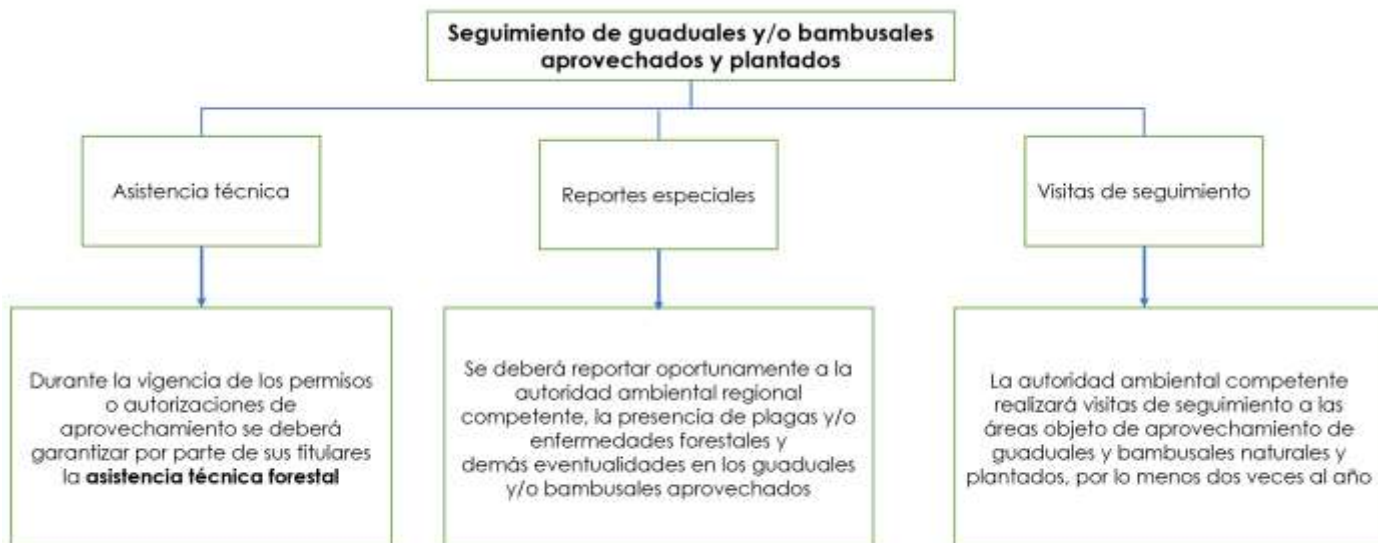 Seguimiento de guaduales y/o bambusales
aprovechados y plantados
Asistencia técnica
Reportes especiales
Visitas de seguimiento
Durante la vigencia de los permisos
o autorizaciones de
aprovechamiento se deberá
garantizar por parte de sus titulares
la asistencia técnica forestal
Se deberá reportar oportunamente a la
autoridad ambiental regional
competente, la presencia de plagas y/o
enfermedades forestales y
demás eventualidades en los guaduales
y/o bambusales aprovechados
La autoridad ambiental competente
realizará visitas de seguimiento a las
áreas objeto de aprovechamiento de
guaduales y bambusales naturales y
plantados, por lo menos dos veces al año